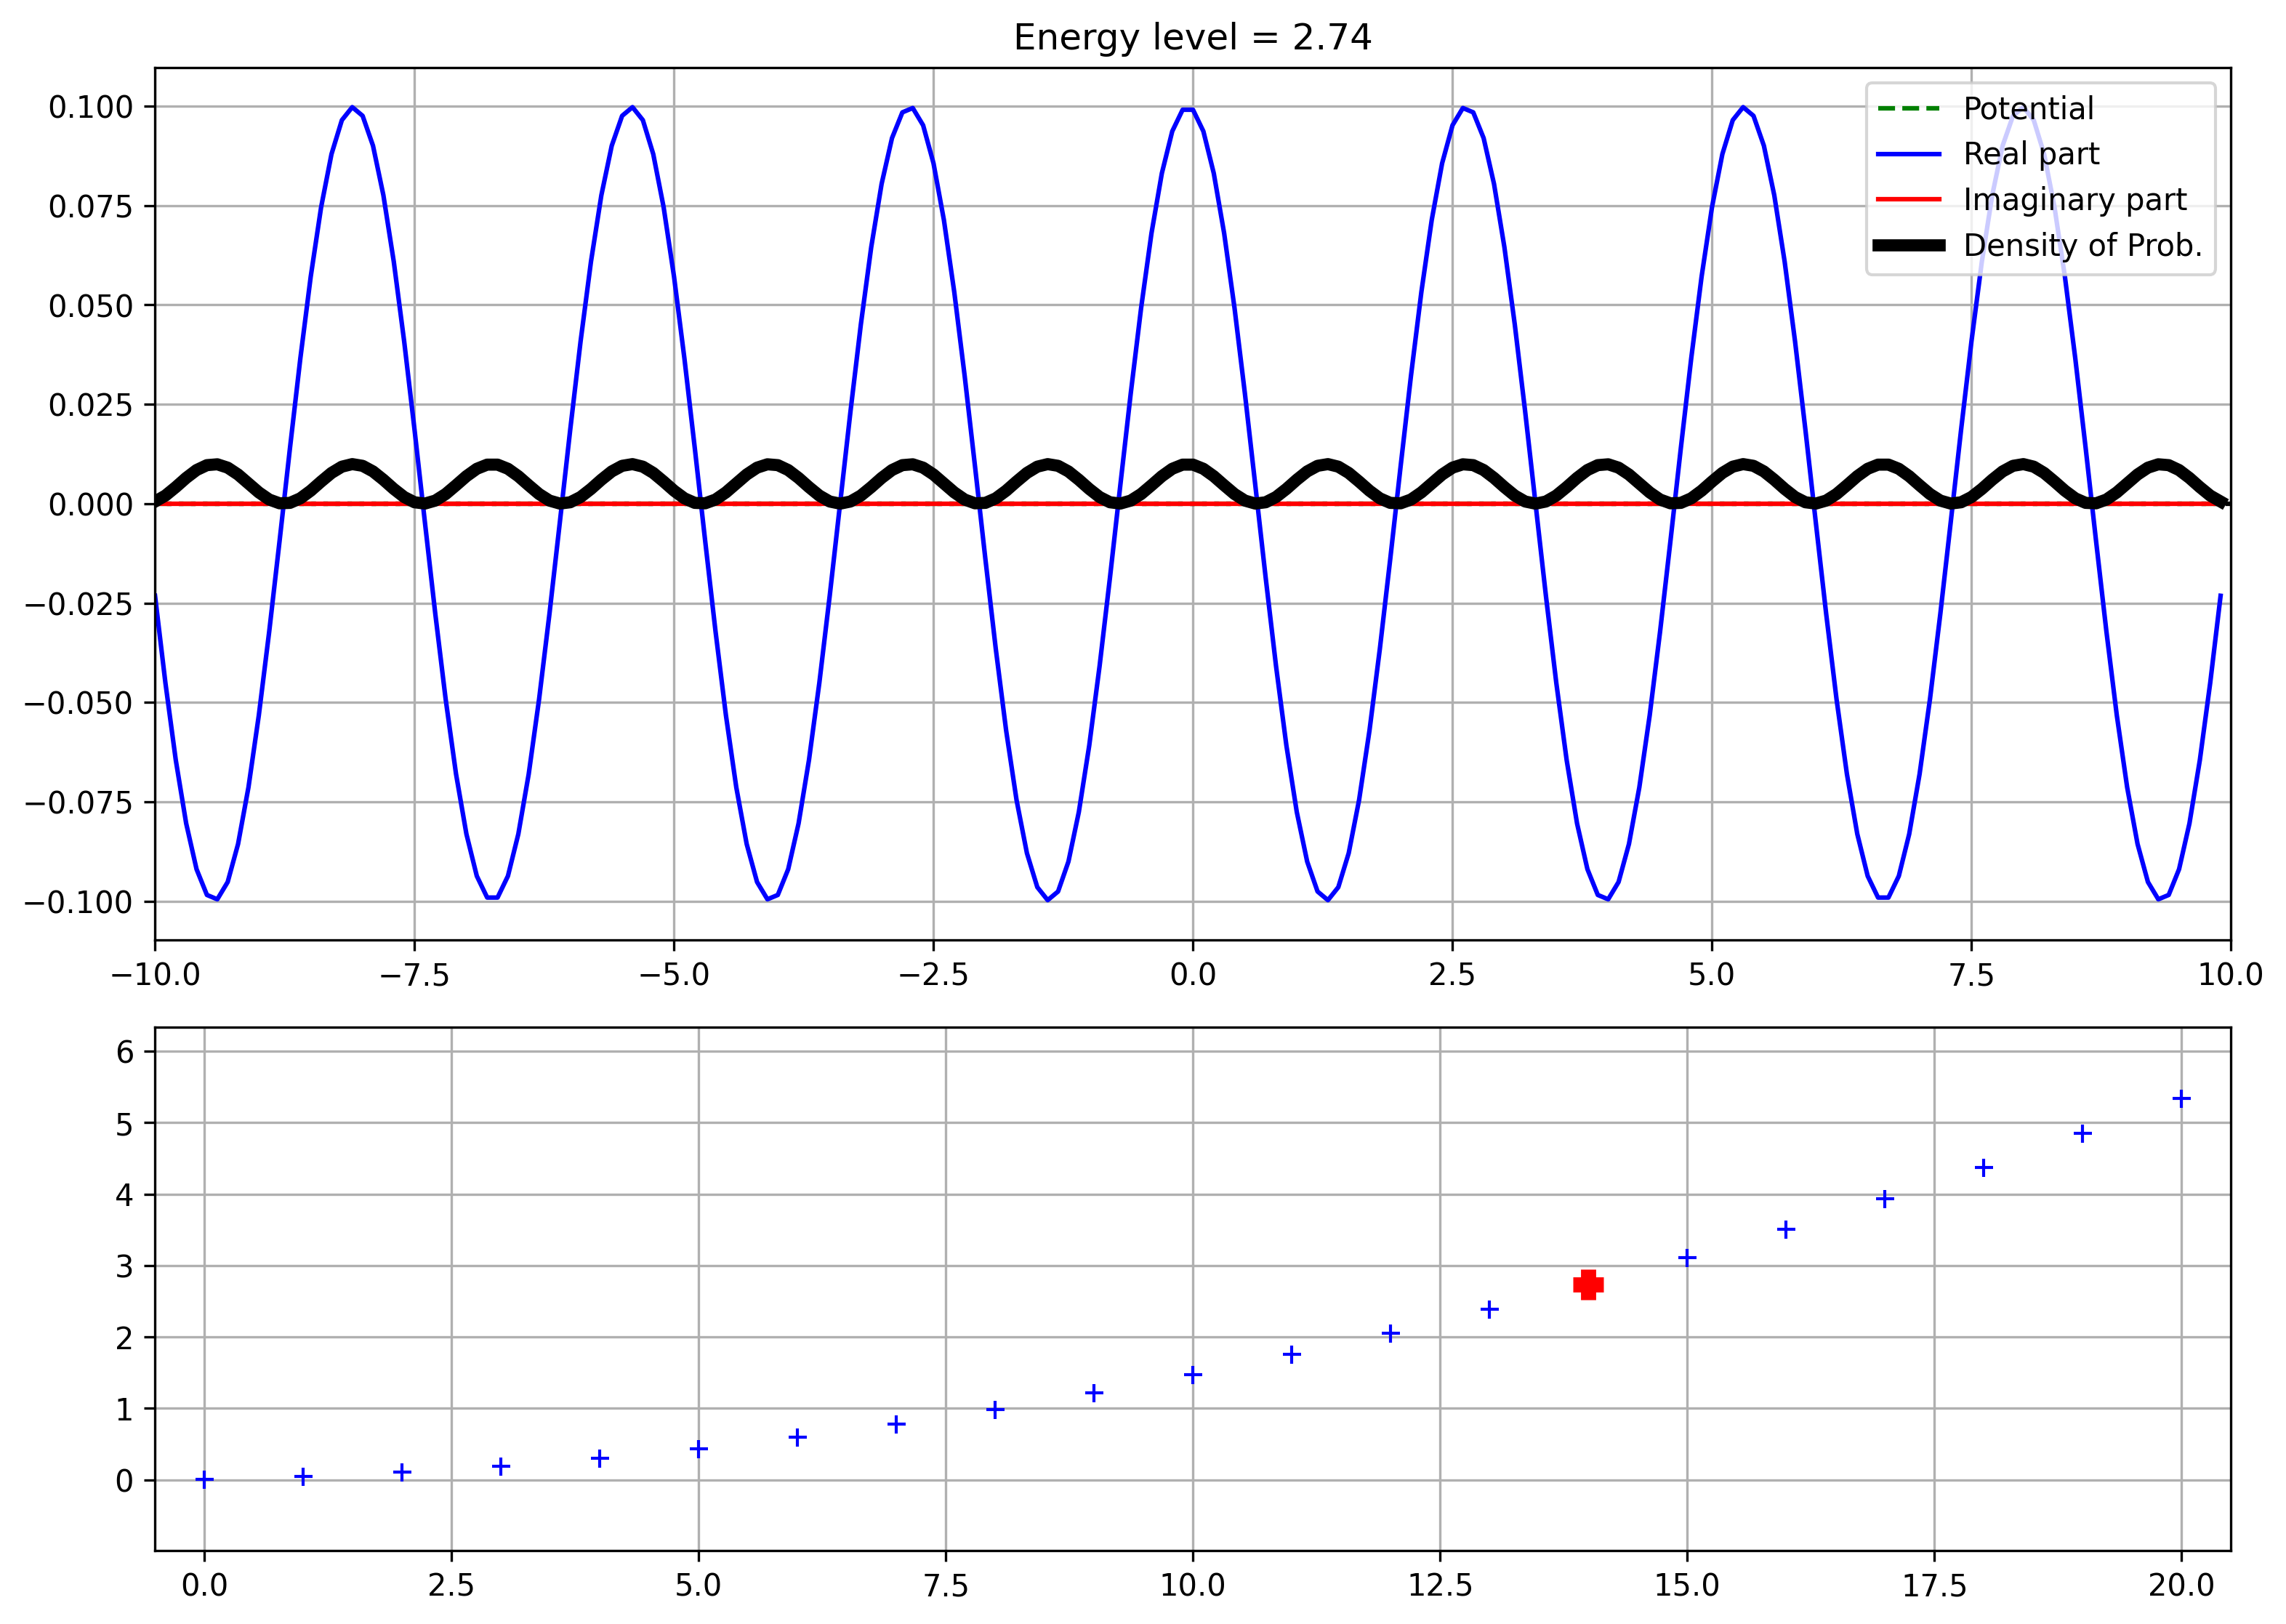 Energy level = 2.74
0.100
0.075
0.050
0.025
0.000
−0.025
−0.050
−0.075
−0.100
Potential
Real part
Imaginary part
Density of Prob.
−10.0 −7.5 −5.0 −2.5 0.0 2.5 5.0 7.5 10.0
6
5
4
3
2
1
0
0.0 2.5 5.0 7.5 10.0 12.5 15.0 17.5 20.0